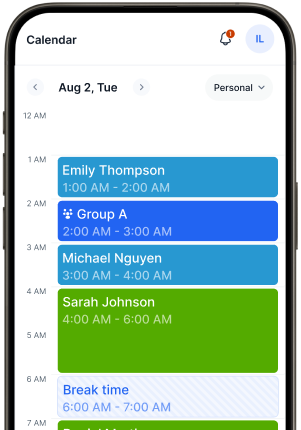 Calendar
1
IL
Aug 2, Tue
Personal
12 AM
1 AM
Emily Thompson
1:00 AM - 2:00 AM
2 AM
Group A
2:00 AM - 3:00 AM
3 AM
Michael Nguyen
3:00 AM - 4:00 AM
4 AM
Sarah Johnson
4:00 AM - 6:00 AM
5 AM
6 AM
Break time
6:00 AM - 7:00 AM
7 AM